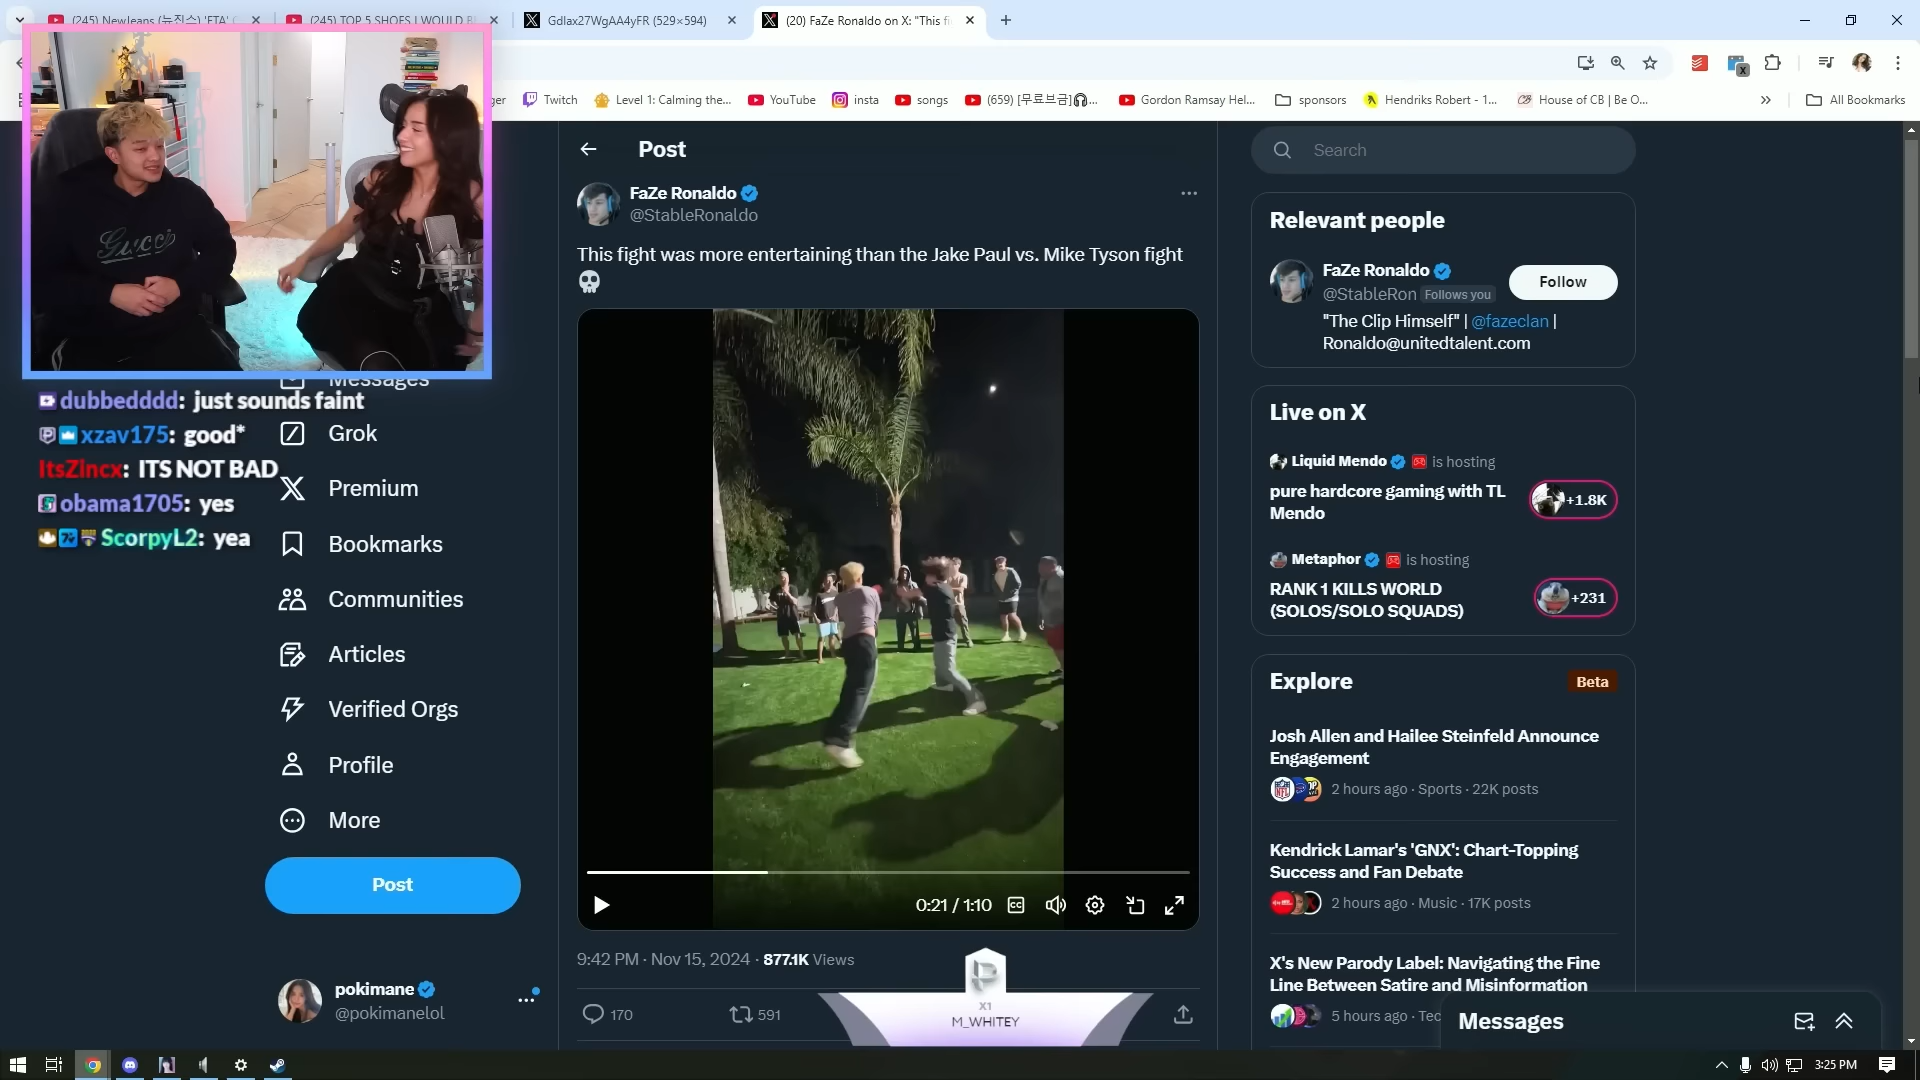 (245) NewJeans (뉴진스) 'ETA'
(245) TOP 5 SHOES I WOULD B
GdIax27WgAA4yFR (529×594)
(20) FaZe Ronaldo on X: "This fi
Twitch
Level 1: Calming the...
YouTube
insta
songs
(659) [무료브금]🎧...
Gordon Ramsay Hel...
sponsors
Hendriks Robert - 1...
House of CB | Be O...
All Bookmarks
Gucci
dubbedddd: just sounds faint
xzav175: good*
ItsZincx: ITS NOT BAD
obama1705: yes
ScorpyL2: yea
Messages
Grok
Premium
Bookmarks
Communities
Articles
Verified Orgs
Profile
More
Post
pokimane
@pokimanelol
Post
FaZe Ronaldo
@StableRonaldo
This fight was more entertaining than the Jake Paul vs. Mike Tyson fight
💀
0:21 / 1:10
9:42 PM · Nov 15, 2024 · 877.1K Views
170
591
X1
M_WHITEY
Search
Relevant people
FaZe Ronaldo
@StableRon Follows you
Follow
"The Clip Himself" | @fazeclan |
Ronaldo@unitedtalent.com
Live on X
Liquid Mendo is hosting
pure hardcore gaming with TL
Mendo
+1.8K
Metaphor is hosting
RANK 1 KILLS WORLD
(SOLOS/SOLO SQUADS)
+231
Explore
Beta
Josh Allen and Hailee Steinfeld Announce
Engagement
2 hours ago · Sports · 22K posts
Kendrick Lamar's 'GNX': Chart-Topping
Success and Fan Debate
2 hours ago · Music · 17K posts
X's New Parody Label: Navigating the Fine
Line Between Satire and Misinformation
5 hours ago · Tec
Messages
3:25 PM